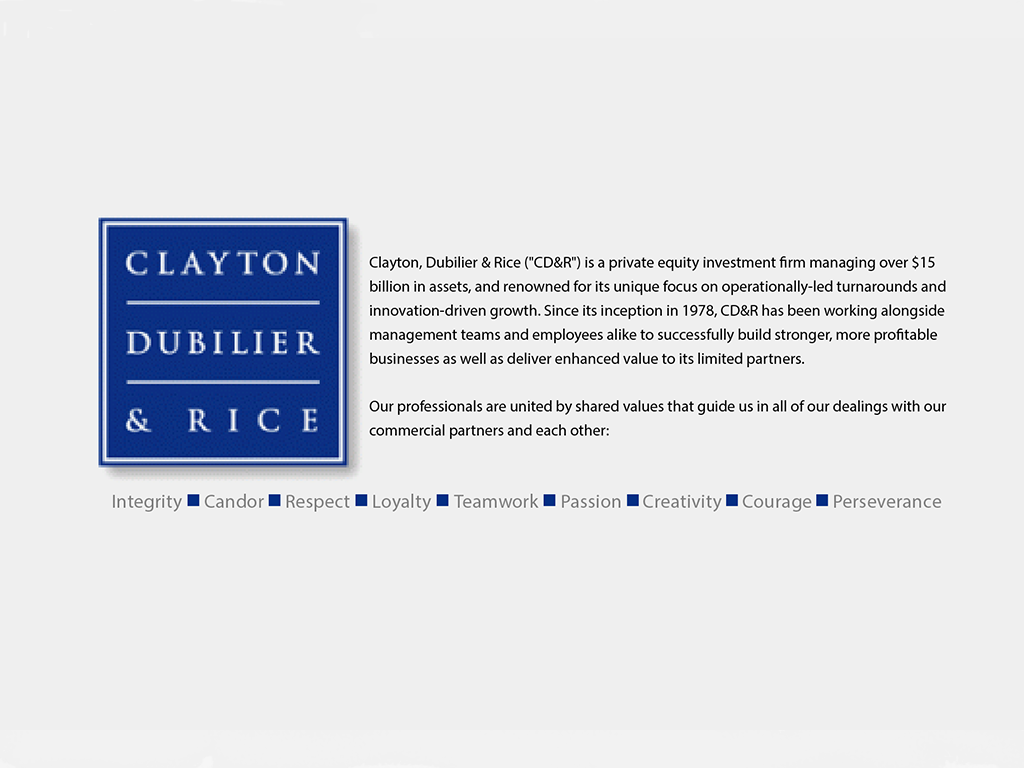 CLAYTON
DUBILIER
& RICE
Clayton, Dubilier & Rice ("CD&R") is a private equity investment firm managing over $15
billion in assets, and renowned for its unique focus on operationally-led turnarounds and
innovation-driven growth. Since its inception in 1978, CD&R has been working alongside
management teams and employees alike to successfully build stronger, more profitable
businesses as well as deliver enhanced value to its limited partners.
Our professionals are united by shared values that guide us in all of our dealings with our
commercial partners and each other:
Integrity ■ Candor ■ Respect ■ Loyalty ■ Teamwork ■ Passion ■ Creativity ■ Courage ■ Perseverance